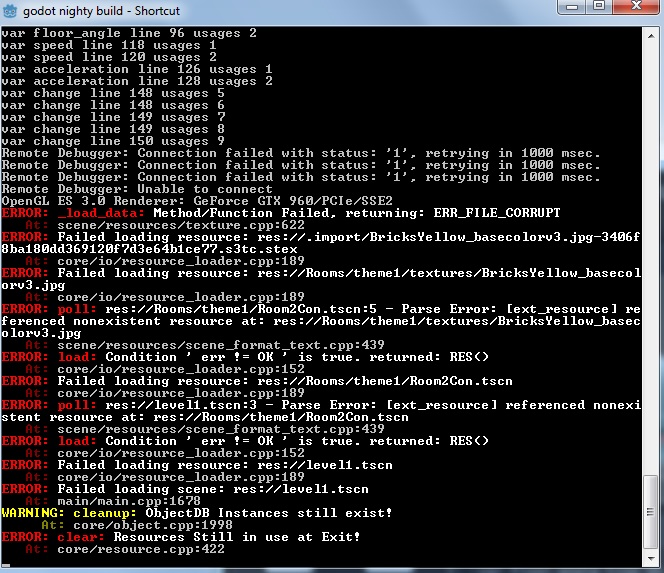 godot nighty build - Shortcut
var floor_angle line 96 usages 2
var speed line 118 usages 1
var speed line 120 usages 2
var acceleration line 126 usages 1
var acceleration line 128 usages 2
var change line 148 usages 5
var change line 148 usages 6
var change line 149 usages 7
var change line 149 usages 8
var change line 150 usages 9
Remote Debugger: Connection failed with status: '1', retrying in 1000 msec.
Remote Debugger: Connection failed with status: '1', retrying in 1000 msec.
Remote Debugger: Connection failed with status: '1', retrying in 1000 msec.
Remote Debugger: Unable to connect
OpenGL ES 3.0 Renderer: GeForce GTX 960/PCIe/SSE2
ERROR: _load_data: Method/Function Failed, returning: ERR_FILE_CORRUPT
At: scene/resources/texture.cpp:622
ERROR: Failed loading resource: res://.import/BricksYellow_basecolorv3.jpg-3406f
8ba180dd369120f7d3e64b1ce77.s3tc.stex
At: core/io/resource_loader.cpp:189
ERROR: Failed loading resource: res://Rooms/theme1/textures/BricksYellow_basecol
orv3.jpg
At: core/io/resource_loader.cpp:189
ERROR: poll: res://Rooms/theme1/Room2Con.tscn:5 - Parse Error: [ext_resource] re
ferenced nonexistent resource at: res://Rooms/theme1/textures/BricksYellow_basec
olorv3.jpg
At: scene/resources/scene_format_text.cpp:439
ERROR: load: Condition ' err != OK ' is true. returned: RES()
At: core/io/resource_loader.cpp:152
ERROR: Failed loading resource: res://Rooms/theme1/Room2Con.tscn
At: core/io/resource_loader.cpp:189
ERROR: poll: res://level1.tscn:3 - Parse Error: [ext_resource] referenced nonexi
stent resource at: res://Rooms/theme1/Room2Con.tscn
At: scene/resources/scene_format_text.cpp:439
ERROR: load: Condition ' err != OK ' is true. returned: RES()
At: core/io/resource_loader.cpp:152
ERROR: Failed loading resource: res://level1.tscn
At: core/io/resource_loader.cpp:189
ERROR: Failed loading scene: res://level1.tscn
At: main/main.cpp:1678
WARNING: cleanup: ObjectDB Instances still exist!
At: core/object.cpp:1998
ERROR: clear: Resources Still in use at Exit!
At: core/resource.cpp:422